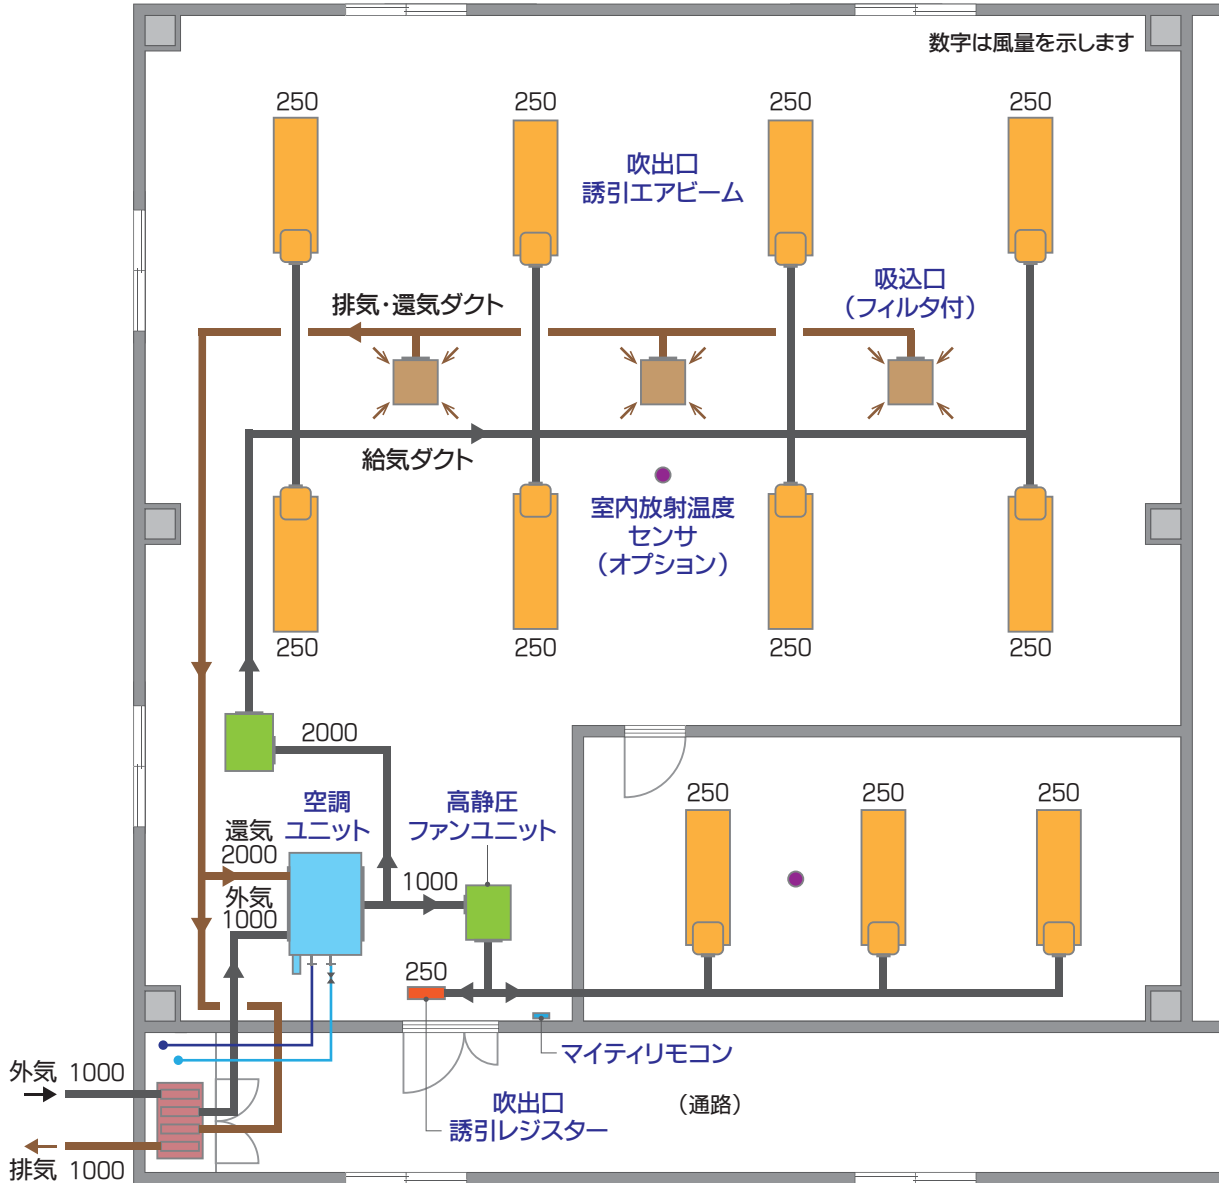 数字は風量を示します
250
250
250
250
吹出口
誘引エアビーム
吸込口
（フィルタ付）
排気・還気ダクト
給気ダクト
室内放射温度
センサ
（オプション）
250
250
250
250
2000
空調
ユニット
高静圧
ファンユニット
250
250
250
還気
2000
外気
1000
1000
250
マイティリモコン
外気 1000
吹出口
誘引レジスター
（通路）
排気 1000